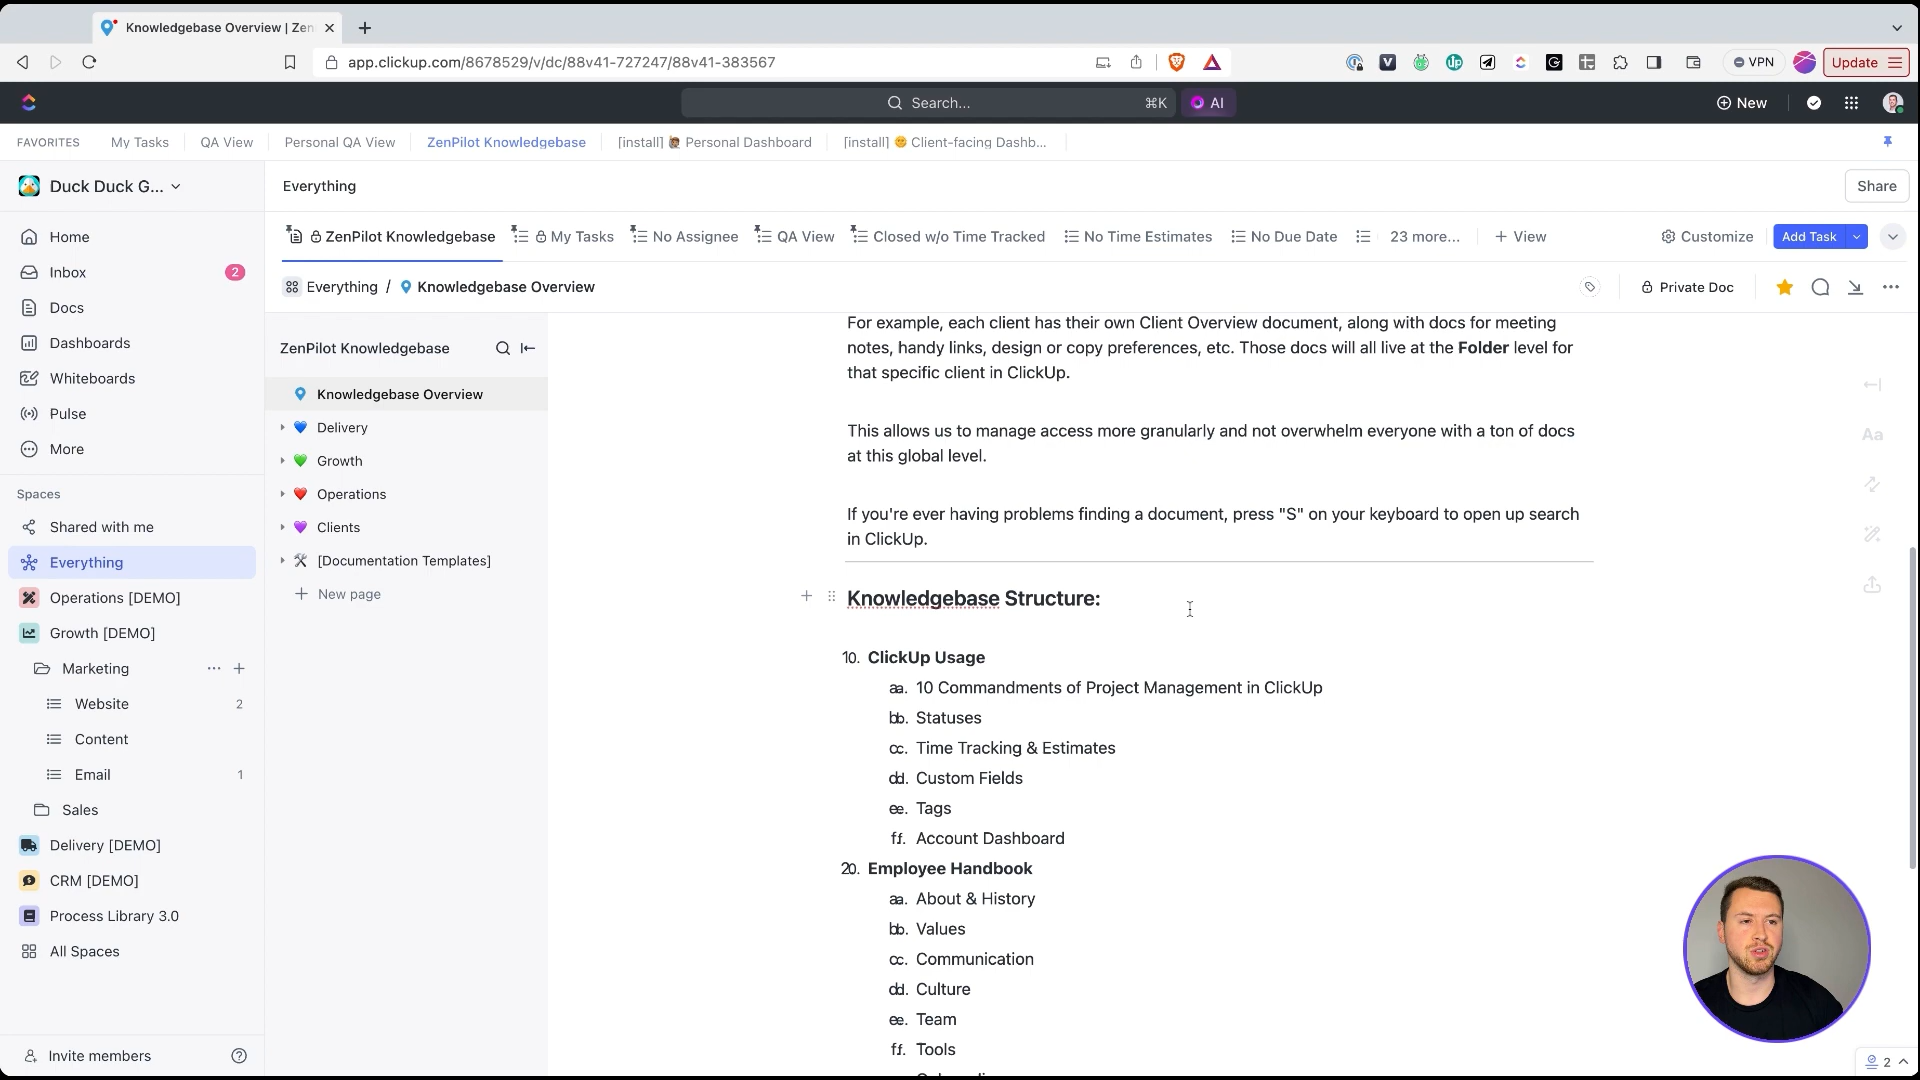 Knowledgebase Overview | Zen
app.clickup.com/8678529/v/dc/88v41-727247/88v41-383567
VPN
Update
Search...
⌘K
AI
New
FAVORITES
My Tasks
QA View
Personal QA View
ZenPilot Knowledgebase
[install] 🙋🏽 Personal Dashboard
[install] 🌞 Client-facing Dashb...
Duck Duck G...
Everything
Share
Home
Inbox
2
Docs
Dashboards
Whiteboards
Pulse
More
Spaces
Shared with me
Everything
Operations [DEMO]
Growth [DEMO]
Marketing
Website
2
Content
Email
1
Sales
Delivery [DEMO]
CRM [DEMO]
Process Library 3.0
All Spaces
Invite members
ZenPilot Knowledgebase
My Tasks
No Assignee
QA View
Closed w/o Time Tracked
No Time Estimates
No Due Date
23 more...
+ View
Customize
Add Task
Everything / Knowledgebase Overview
Private Doc
ZenPilot Knowledgebase
Knowledgebase Overview
Delivery
Growth
Operations
Clients
[Documentation Templates]
New page
For example, each client has their own Client Overview document, along with docs for meeting
notes, handy links, design or copy preferences, etc. Those docs will all live at the Folder level for
that specific client in ClickUp.
This allows us to manage access more granularly and not overwhelm everyone with a ton of docs
at this global level.
If you're ever having problems finding a document, press "S" on your keyboard to open up search
in ClickUp.
Knowledgebase Structure:
10. ClickUp Usage
aa. 10 Commandments of Project Management in ClickUp
bb. Statuses
cc. Time Tracking & Estimates
dd. Custom Fields
ee. Tags
ff. Account Dashboard
20. Employee Handbook
aa. About & History
bb. Values
cc. Communication
dd. Culture
ee. Team
ff. Tools
Aa
2